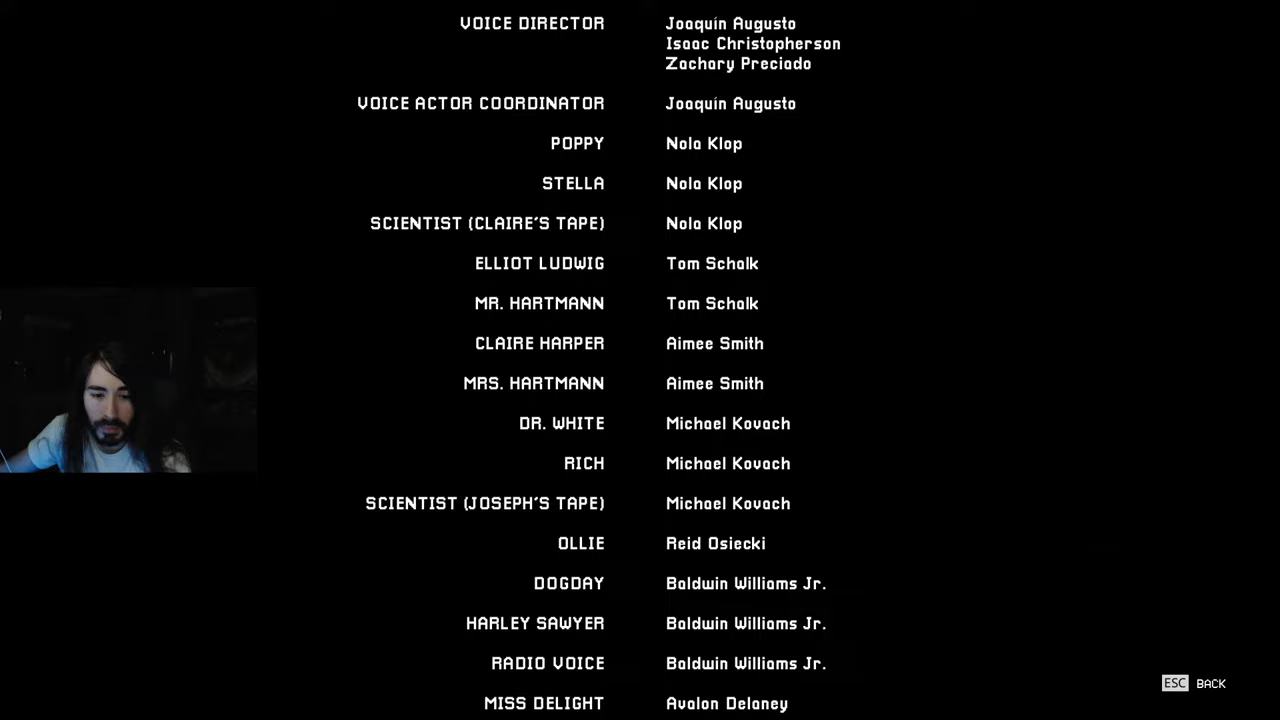 VOICE DIRECTOR Joaquín Augusto
Isaac Christopherson
Zachary Preciado
VOICE ACTOR COORDINATOR Joaquín Augusto
POPPY Nola Klop
STELLA Nola Klop
SCIENTIST (CLAIRE'S TAPE) Nola Klop
ELLIOT LUDWIG Tom Schalk
MR. HARTMANN Tom Schalk
CLAIRE HARPER Aimee Smith
MRS. HARTMANN Aimee Smith
DR. WHITE Michael Kovach
RICH Michael Kovach
SCIENTIST (JOSEPH'S TAPE) Michael Kovach
OLLIE Reid Osiecki
DOGDAY Baldwin Williams Jr.
HARLEY SAWYER Baldwin Williams Jr.
RADIO VOICE Baldwin Williams Jr.
ESC BACK
MISS DELIGHT Avalon Delaney